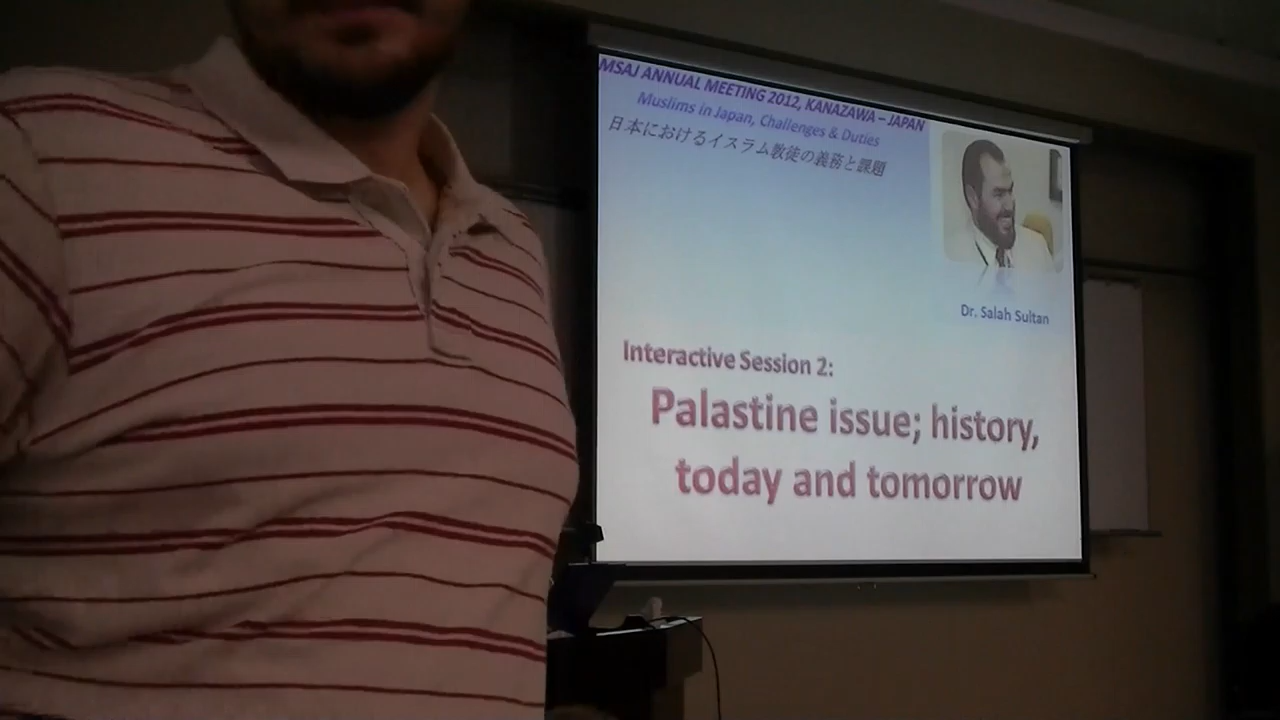 MSAJ ANNUAL MEETING 2012, KANAZAWA – JAPAN
Muslims in Japan, Challenges & Duties
日本におけるイスラム教徒の義務と課題
Dr. Salah Sultan
Interactive Session 2:
Palastine issue; history,
today and tomorrow